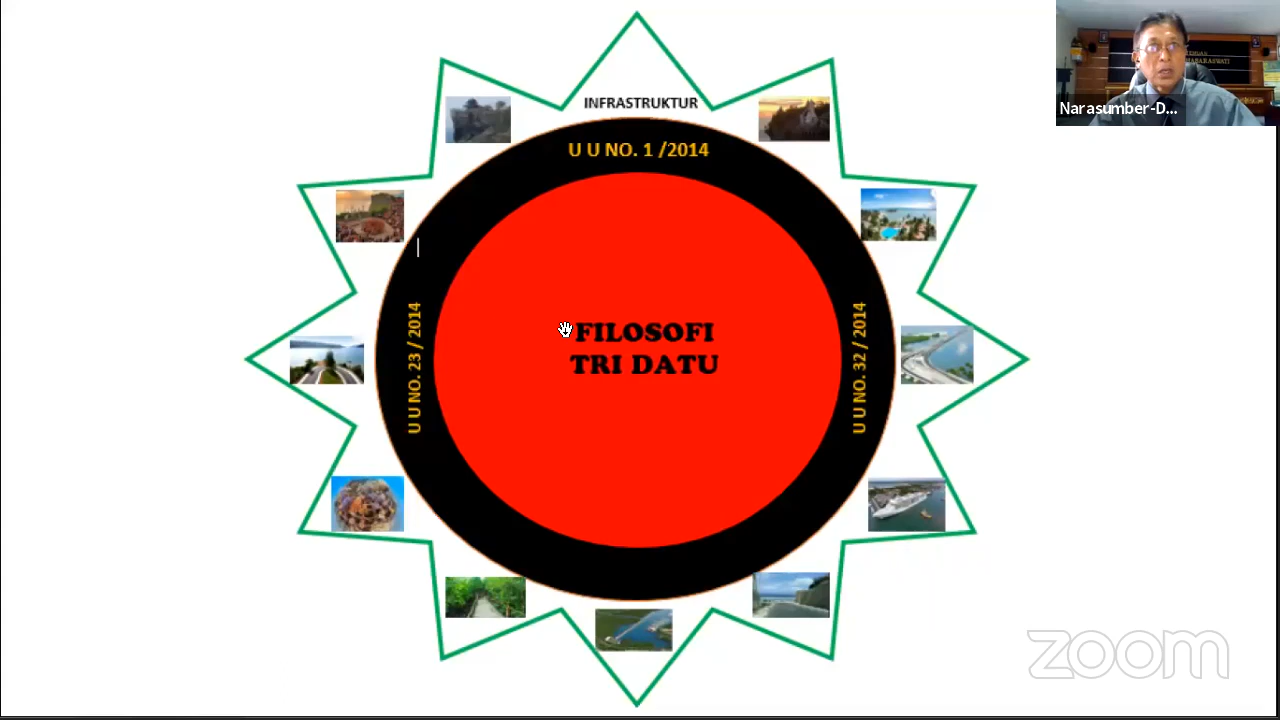 INFRASTRUKTUR
U U NO. 1 /2014
U U NO. 23 / 2014
U U NO. 32 / 2014
FILOSOFI
TRI DATU
Narasumber-D...
zoom